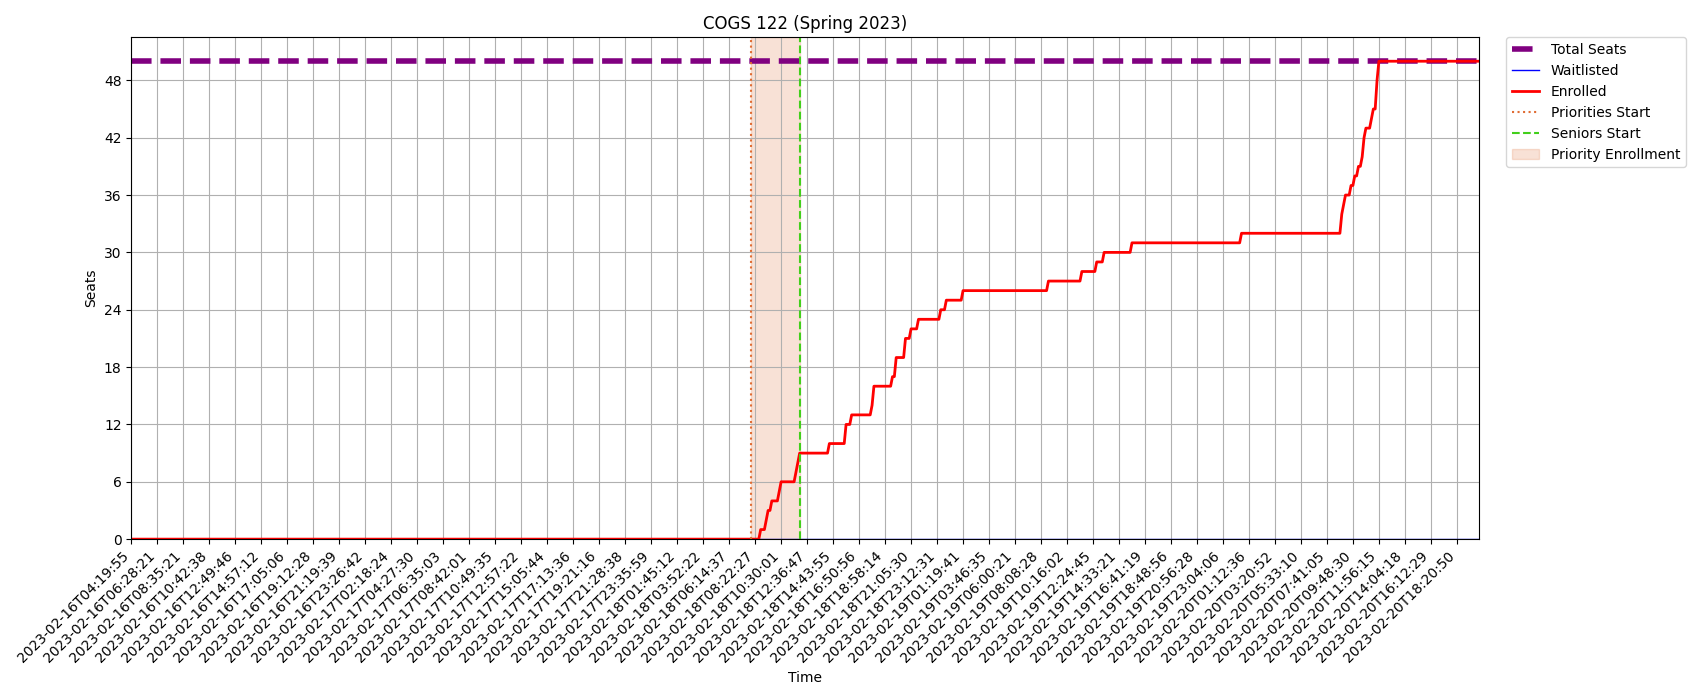 COGS 122 (Spring 2023)
Total Seats
Waitlisted
Enrolled
Priorities Start
Seniors Start
Priority Enrollment
Seats
48
42
36
30
24
18
12
6
0
2023-02-16T04:19:55
2023-02-16T06:28:21
2023-02-16T08:35:21
2023-02-16T10:42:38
2023-02-16T12:49:46
2023-02-16T14:57:12
2023-02-16T17:05:06
2023-02-16T19:12:28
2023-02-16T21:19:39
2023-02-16T23:26:42
2023-02-17T02:18:24
2023-02-17T04:27:30
2023-02-17T06:35:03
2023-02-17T08:42:01
2023-02-17T10:49:35
2023-02-17T12:57:22
2023-02-17T15:05:44
2023-02-17T17:13:36
2023-02-17T19:21:16
2023-02-17T21:28:38
2023-02-17T23:35:59
2023-02-18T01:45:12
2023-02-18T03:52:22
2023-02-18T06:14:37
2023-02-18T08:22:27
2023-02-18T10:30:01
2023-02-18T12:36:47
2023-02-18T14:43:55
2023-02-18T16:50:56
2023-02-18T18:58:14
2023-02-18T21:05:30
2023-02-18T23:12:31
2023-02-19T01:19:41
2023-02-19T03:46:35
2023-02-19T06:00:21
2023-02-19T08:08:28
2023-02-19T10:16:02
2023-02-19T12:24:45
2023-02-19T14:33:21
2023-02-19T16:41:19
2023-02-19T18:48:56
2023-02-19T20:56:28
2023-02-19T23:04:06
2023-02-20T01:12:36
2023-02-20T03:20:52
2023-02-20T05:33:10
2023-02-20T07:41:05
2023-02-20T09:48:30
2023-02-20T11:56:15
2023-02-20T14:04:18
2023-02-20T16:12:29
2023-02-20T18:20:50
Time